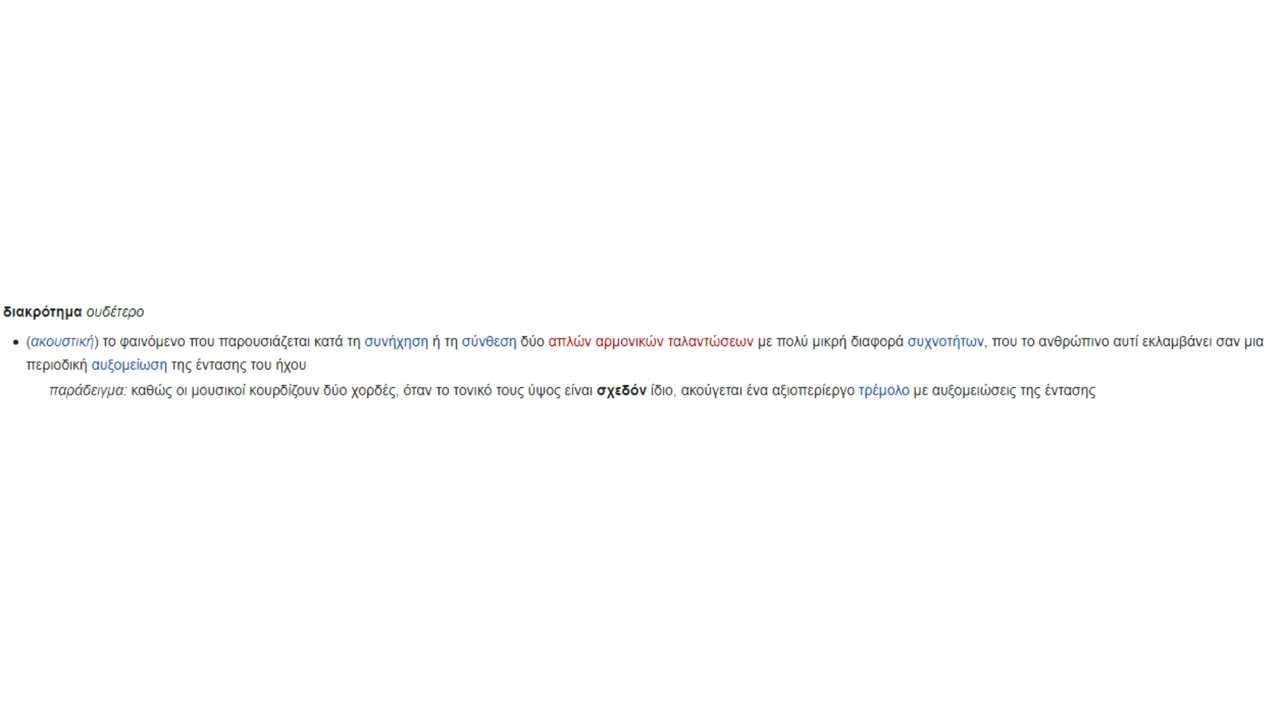 διακρότημα ουδέτερο
• (ακουστική) το φαινόμενο που παρουσιάζεται κατά τη συνήχηση ή τη σύνθεση δύο απλών αρμονικών ταλαντώσεων με πολύ μικρή διαφορά συχνοτήτων, που το ανθρώπινο αυτί εκλαμβάνει σαν μια
περιοδική αυξομείωση της έντασης του ήχου
παράδειγμα: καθώς οι μουσικοί κουρδίζουν δύο χορδές, όταν το τονικό τους ύψος είναι σχεδόν ίδιο, ακούγεται ένα αξιοπερίεργο τρέμολο με αυξομειώσεις της έντασης